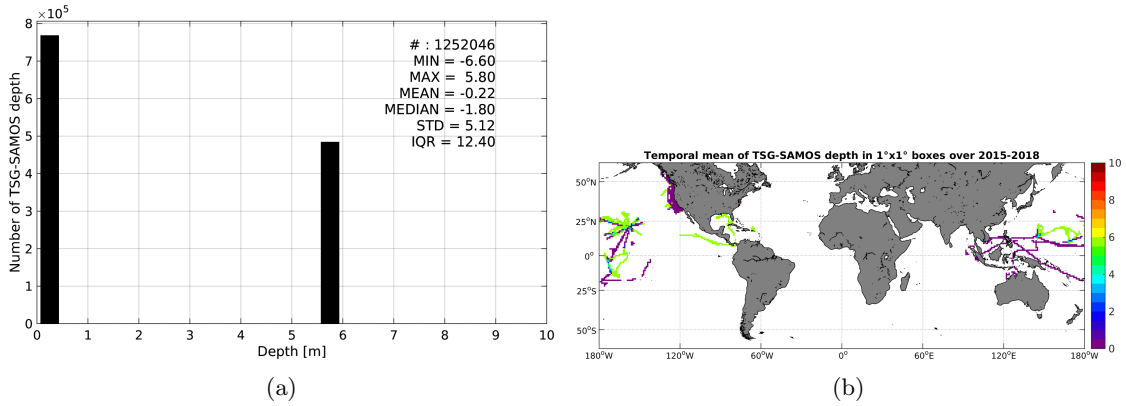 ×10⁵
8
7
6
5
4
3
2
1
0
Number of TSG-SAMOS depth
# : 1252046
MIN = -6.60
MAX = 5.80
MEAN = -0.22
MEDIAN = -1.80
STD = 5.12
IQR = 12.40
0 1 2 3 4 5 6 7 8 9 10
Depth [m]
(a)
Temporal mean of TSG-SAMOS depth in 1°x1° boxes over 2015-2018
50°N
25°N
0°
25°S
50°S
180°W 120°W 60°W 0° 60°E 120°E 180°W
10
8
6
4
2
0
(b)